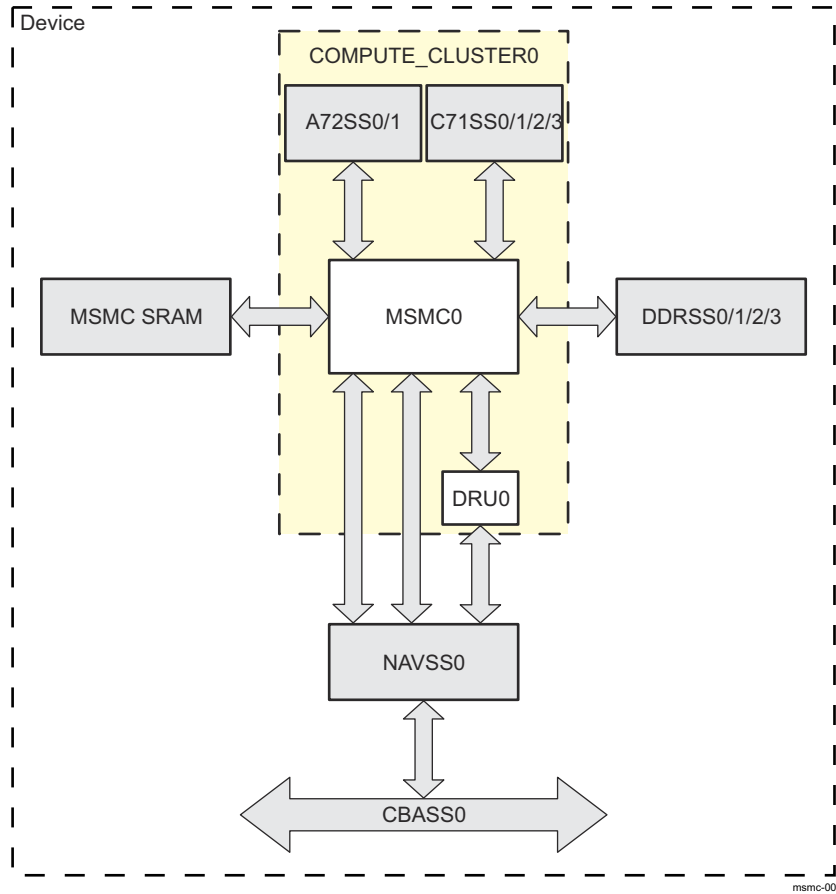 Device
COMPUTE_CLUSTER0
A72SS0/1
C71SS0/1/2/3
MSMC SRAM
MSMC0
DDRSS0/1/2/3
DRU0
NAVSS0
CBASS0
msmc-00